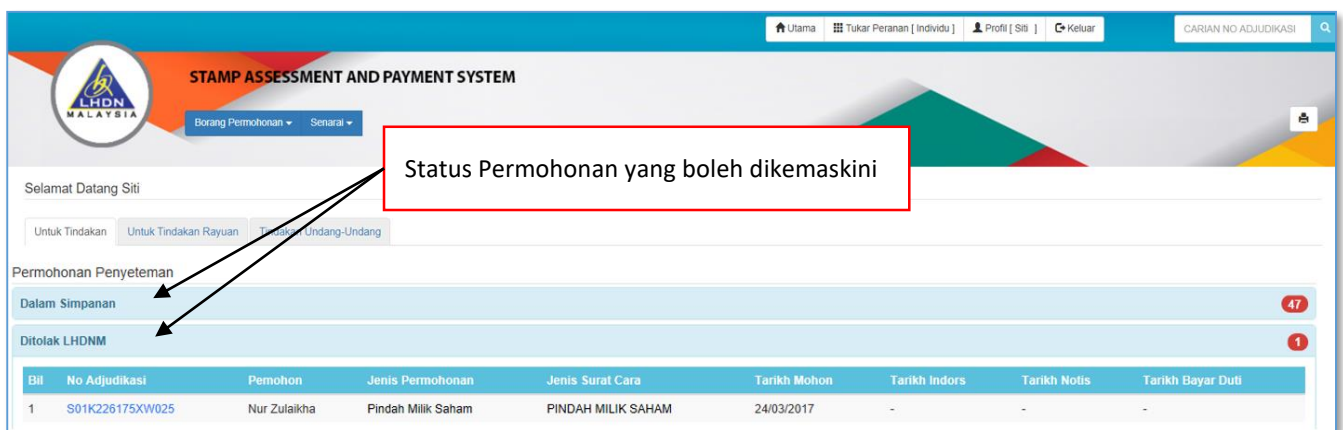 Utama Tukar Peranan [ Individu ] Profil [ Siti ] Keluar CARIAN NO ADJUDIKASI
STAMP ASSESSMENT AND PAYMENT SYSTEM
LHDN
MALAYSIA
Borang Permohonan Senarai
Status Permohonan yang boleh dikemaskini
Selamat Datang Siti
Untuk Tindakan Untuk Tindakan Rayuan Tindakan Undang-Undang
Permohonan Penyeteman
Dalam Simpanan 47
Ditolak LHDNM 1
Bil No Adjudikasi Pemohon Jenis Permohonan Jenis Surat Cara Tarikh Mohon Tarikh Indors Tarikh Notis Tarikh Bayar Duti
1 S01K226175XW025 Nur Zulaikha Pindah Milik Saham PINDAH MILIK SAHAM 24/03/2017 - - -